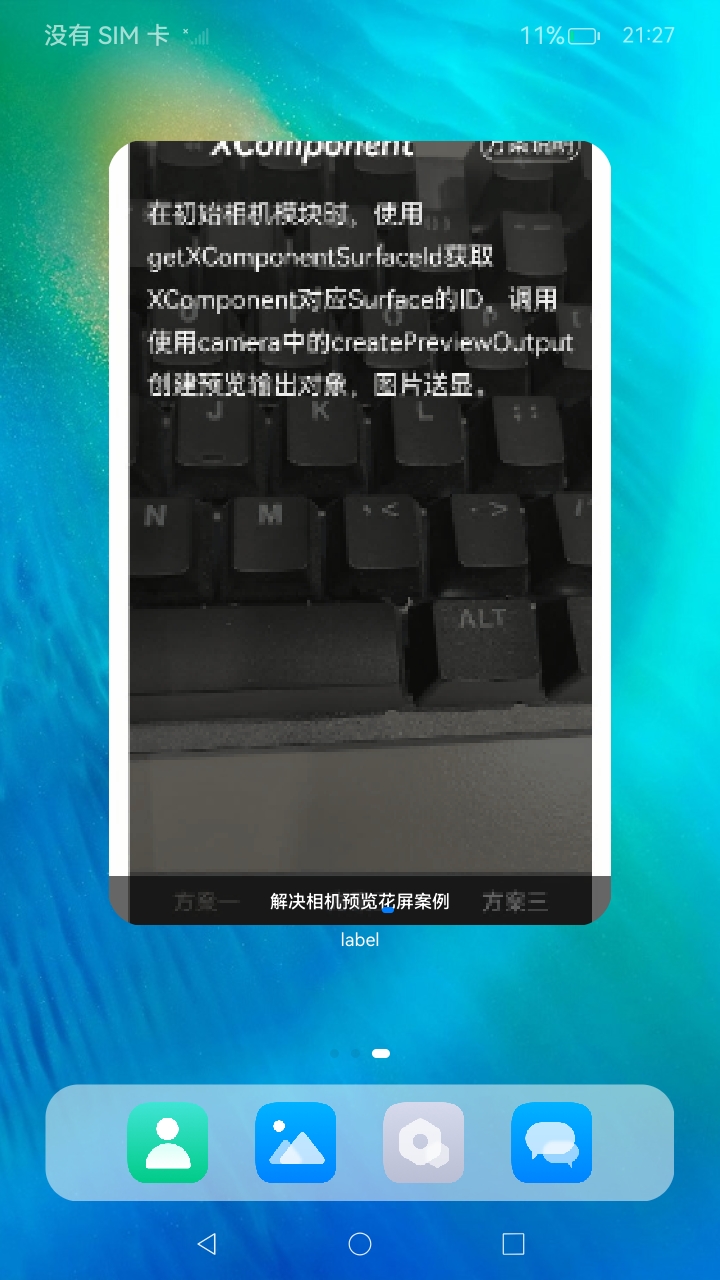 没有 SIM 卡
11%
21:27
XComponent
方案说明
在初始相机模块时，使用
getXComponentSurfaceId获取
XComponent对应Surface的ID，调用
使用camera中的createPreviewOutput
创建预览输出对象，图片送显。
J K L ; :
N M , < . >
ALT
方案一
解决相机预览花屏案例
方案三
label